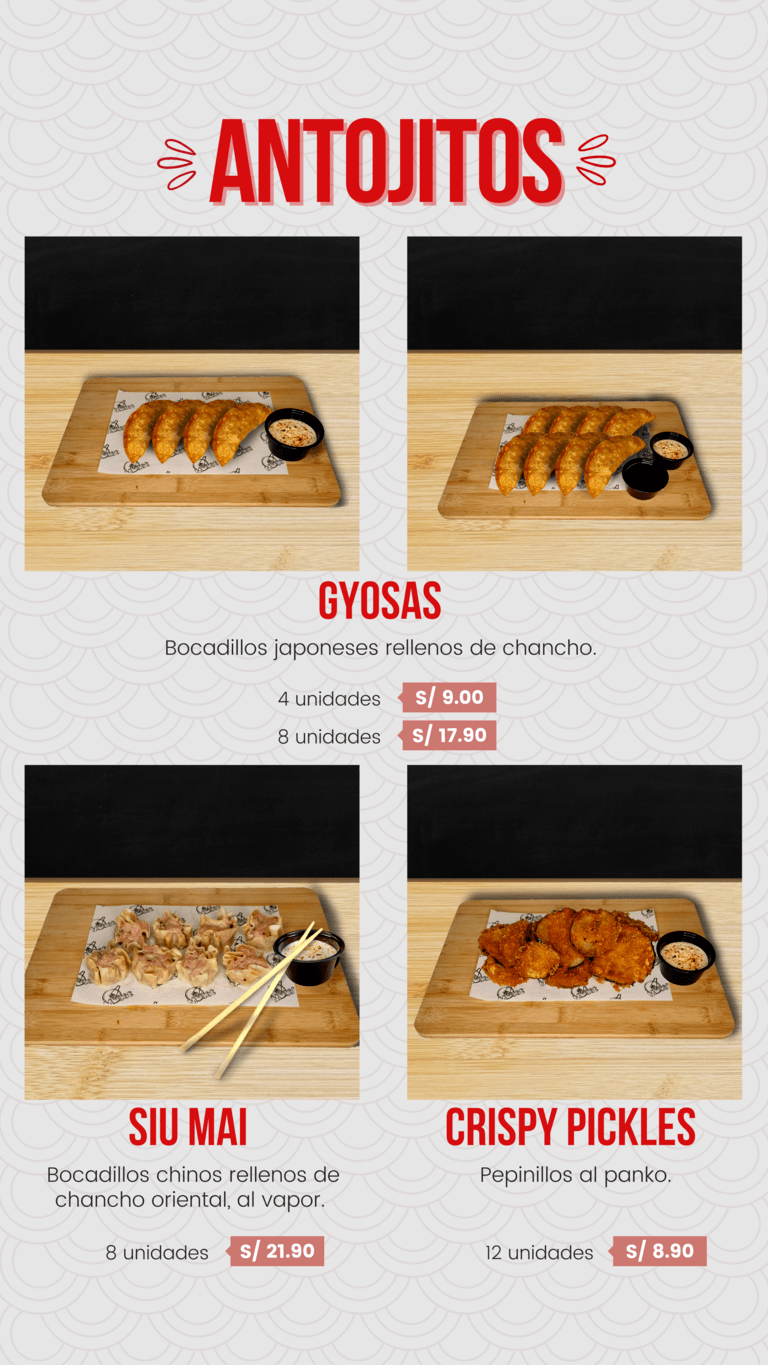 ANTOJITOS
GYOSAS
Bocadillos japoneses rellenos de chancho.
4 unidades S/ 9.00
8 unidades S/ 17.90
SIU MAI
Bocadillos chinos rellenos de
chancho oriental, al vapor.
8 unidades S/ 21.90
CRISPY PICKLES
Pepinillos al panko.
12 unidades S/ 8.90